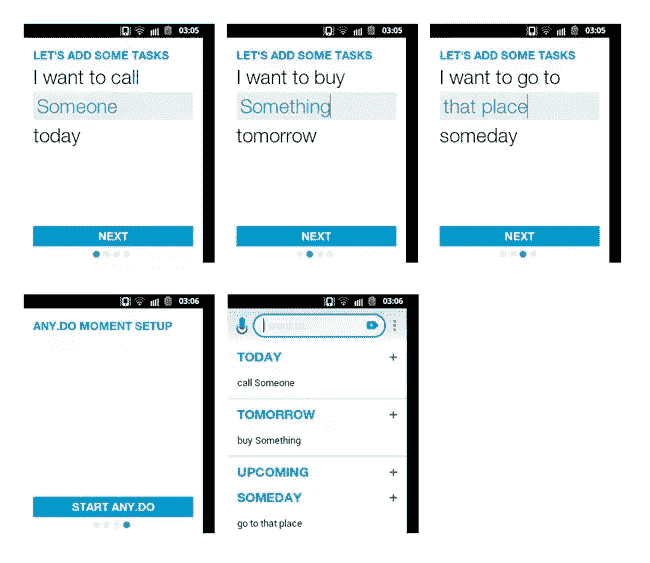 03:05
LET'S ADD SOME TASKS
I want to call
Someone
today
NEXT
03:05
LET'S ADD SOME TASKS
I want to buy
Something
tomorrow
NEXT
03:05
LET'S ADD SOME TASKS
I want to go to
that place
someday
NEXT
03:06
ANY.DO MOMENT SETUP
START ANY.DO
03:06
TODAY +
call Someone
TOMORROW +
buy Something
UPCOMING +
SOMEDAY +
go to that place